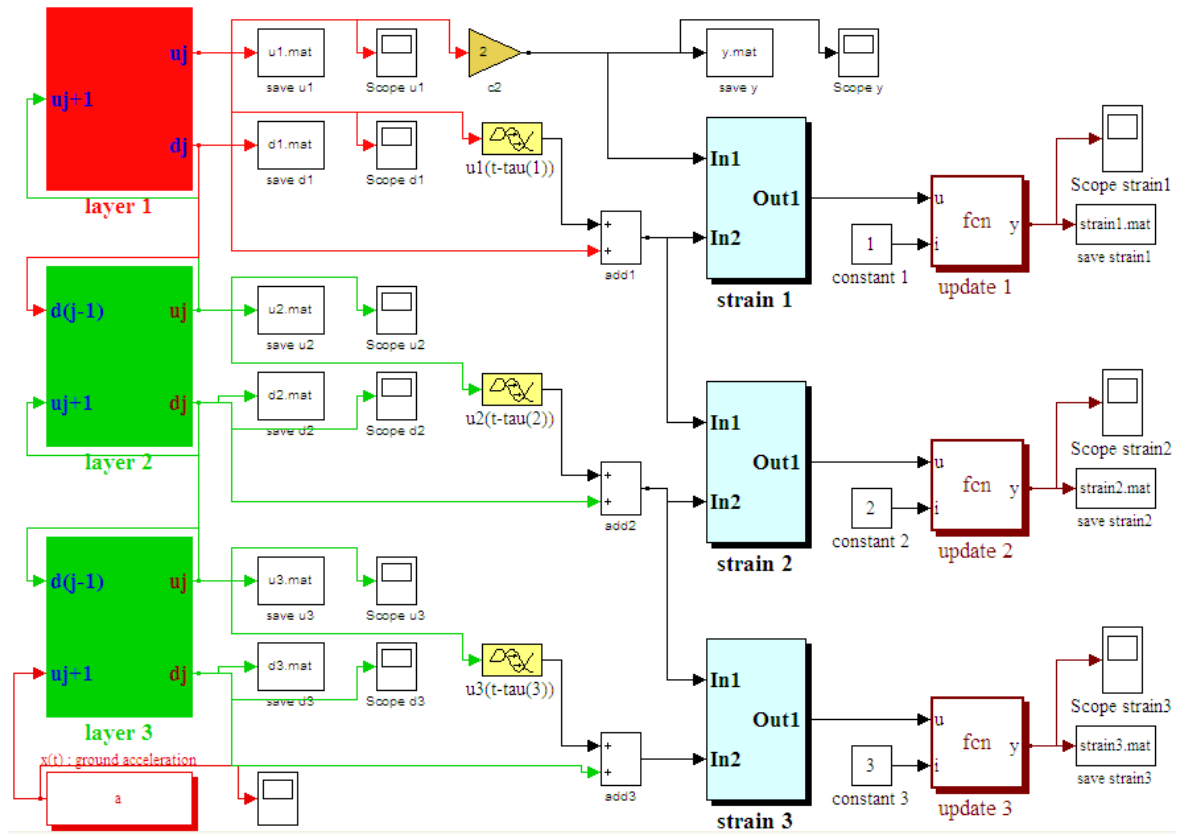 uj
uj+1
dj
layer 1
u1.mat
save u1
Scope u1
2
c2
y.mat
save y
Scope y
d1.mat
save d1
Scope d1
u1(t-tau(1))
+
+
add1
In1
In2
Out1
strain 1
1
constant 1
u
i
fcn
y
update 1
Scope strain1
strain1.mat
save strain1
d(j-1)
uj
uj+1
dj
layer 2
u2.mat
save u2
Scope u2
d2.mat
save d2
Scope d2
u2(t-tau(2))
+
+
add2
In1
In2
Out1
strain 2
2
constant 2
u
i
fcn
y
update 2
Scope strain2
strain2.mat
save strain2
d(j-1)
uj
uj+1
dj
layer 3
u3.mat
save u3
Scope u3
d3.mat
save d3
Scope d3
u3(t-tau(3))
+
+
add3
In1
In2
Out1
strain 3
3
constant 3
u
i
fcn
y
update 3
Scope strain3
strain3.mat
save strain3
x(t) : ground acceleration
a